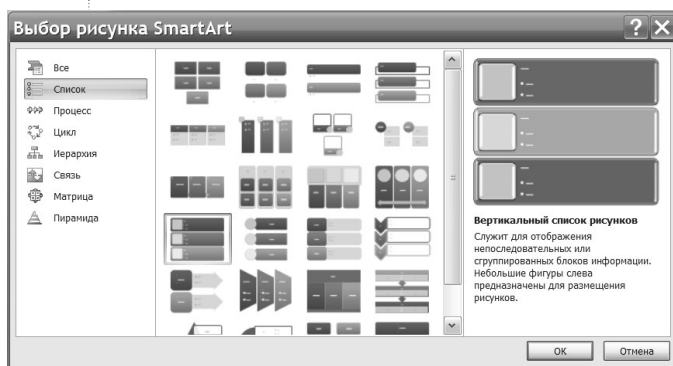 Выбор рисунка SmartArt
Все
Список
Процесс
Цикл
Иерархия
Связь
Матрица
Пирамида
Вертикальный список рисунков
Служит для отображения
непоследовательных или
сгруппированных блоков информации.
Небольшие фигуры слева
предназначены для размещения
рисунков.
ОК
Отмена